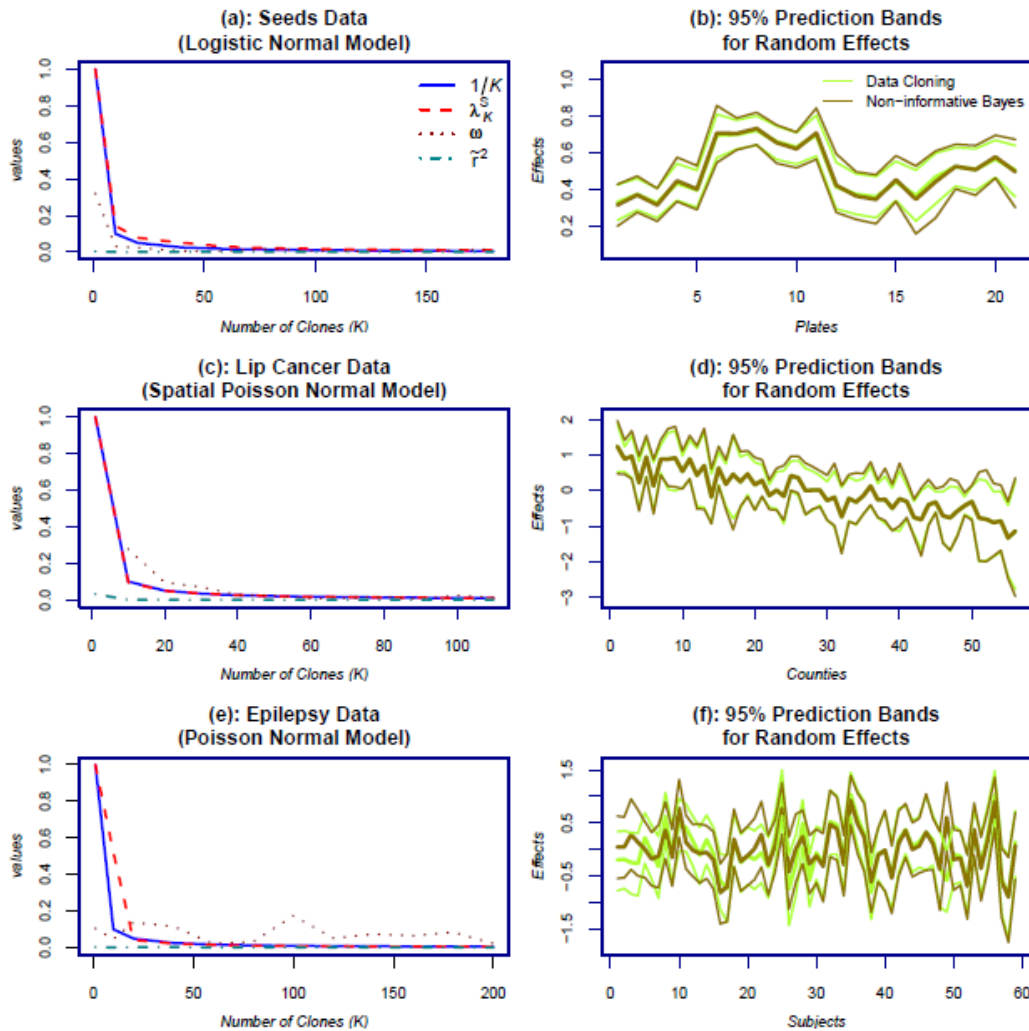 (a): Seeds Data
(Logistic Normal Model)
values
0.0 0.2 0.4 0.6 0.8 1.0
1/K
λ_K^S
ω
r̃²
0 50 100 150
Number of Clones (K)
(b): 95% Prediction Bands
for Random Effects
Effects
0.2 0.4 0.6 0.8 1.0
Data Cloning
Non-informative Bayes
5 10 15 20
Plates
(c): Lip Cancer Data
(Spatial Poisson Normal Model)
values
0.0 0.2 0.4 0.6 0.8 1.0
0 20 40 60 80 100
Number of Clones (K)
(d): 95% Prediction Bands
for Random Effects
Effects
−3 −2 −1 0 1 2
0 10 20 30 40 50
Counties
(e): Epilepsy Data
(Poisson Normal Model)
values
0.0 0.2 0.4 0.6 0.8 1.0
0 50 100 150 200
Number of Clones (K)
(f): 95% Prediction Bands
for Random Effects
Effects
−1.5 −0.5 0.5 1.5
0 10 20 30 40 50 60
Subjects